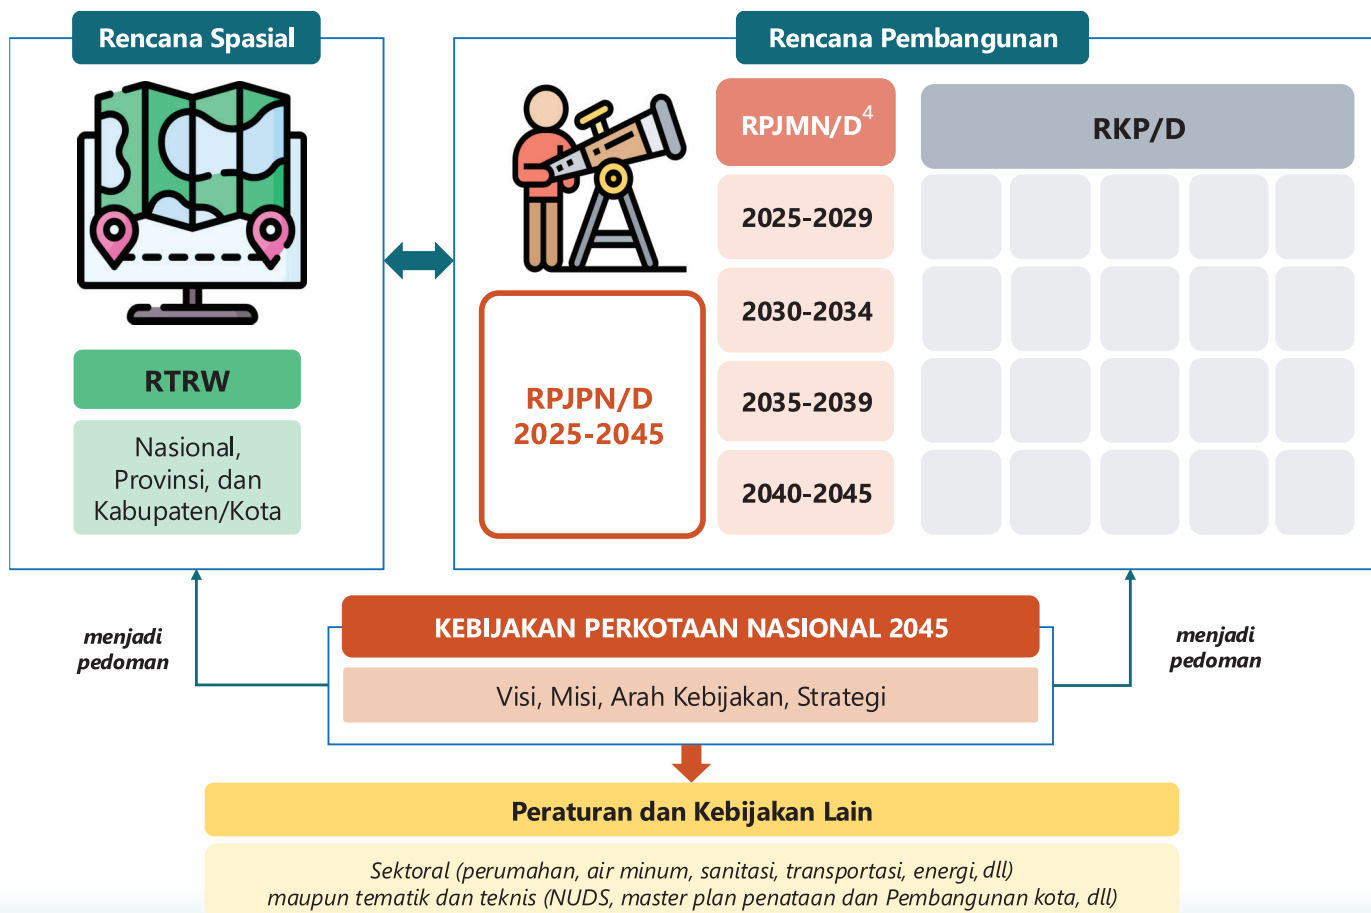 Rencana Spasial
RTRW
Nasional,
Provinsi, dan
Kabupaten/Kota
Rencana Pembangunan
RPJPN/D
2025-2045
RPJMN/D⁴
2025-2029
2030-2034
2035-2039
2040-2045
RKP/D
menjadi
pedoman
KEBIJAKAN PERKOTAAN NASIONAL 2045
Visi, Misi, Arah Kebijakan, Strategi
menjadi
pedoman
Peraturan dan Kebijakan Lain
Sektoral (perumahan, air minum, sanitasi, transportasi, energi, dll)
maupun tematik dan teknis (NUDS, master plan penataan dan Pembangunan kota, dll)